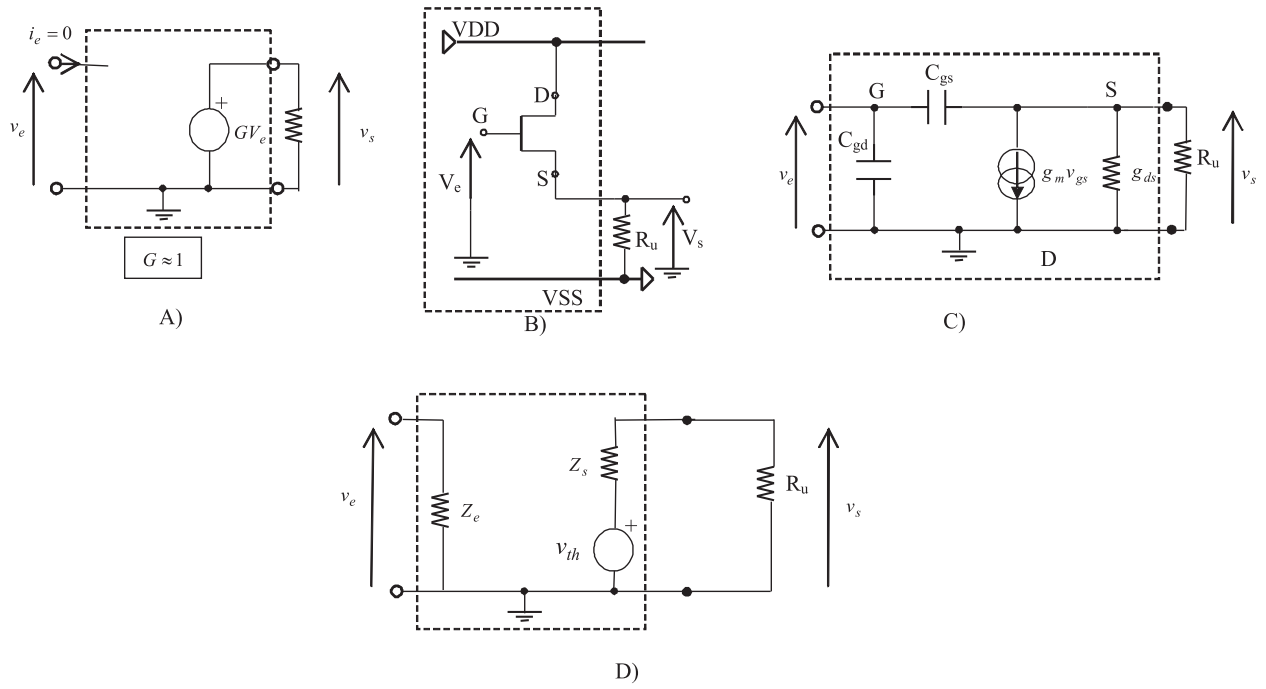 i_e = 0
v_e
+
GV_e
v_s
G ≈ 1
A)
VDD
D
G
S
V_e
R_u
V_s
VSS
B)
C_gs
G
S
C_gd
v_e
g_m v_gs
g_ds
R_u
v_s
D
C)
v_e
Z_e
Z_s
+
v_th
R_u
v_s
D)